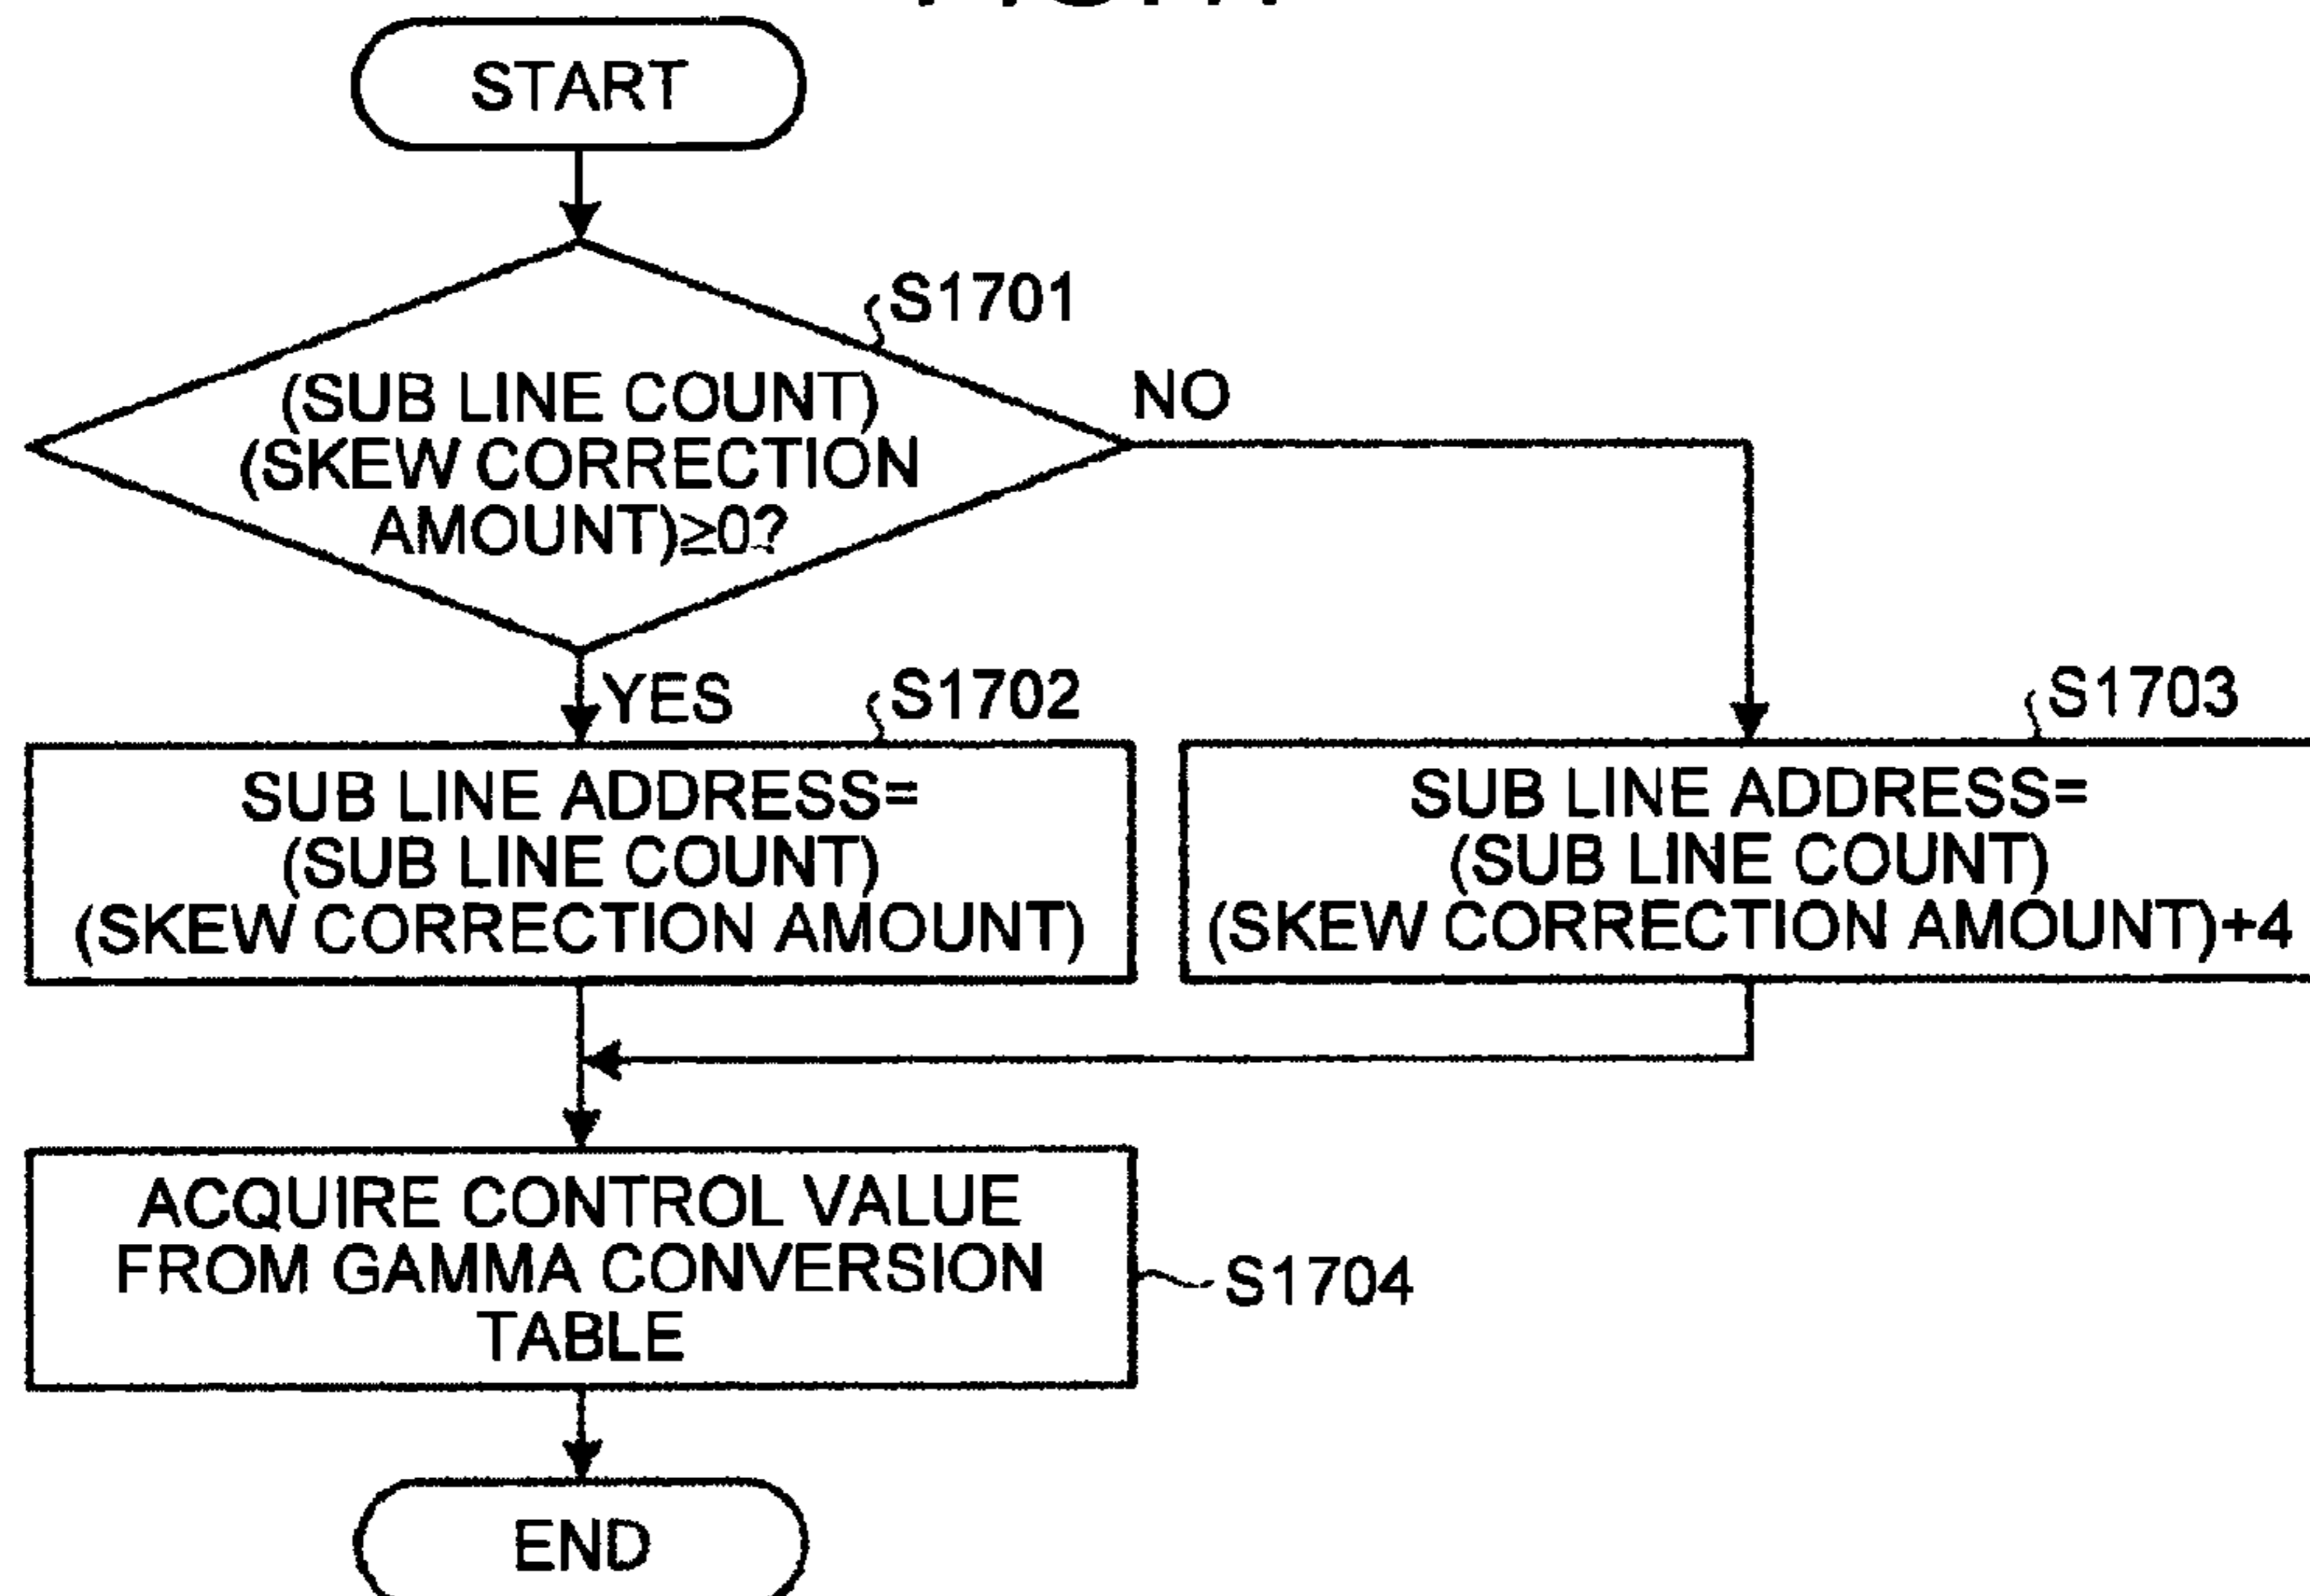 START
S1701
(SUB LINE COUNT)
(SKEW CORRECTION
AMOUNT)≥0?
NO
YES
S1702
SUB LINE ADDRESS=
(SUB LINE COUNT)
(SKEW CORRECTION AMOUNT)
S1703
SUB LINE ADDRESS=
(SUB LINE COUNT)
(SKEW CORRECTION AMOUNT)+4
ACQUIRE CONTROL VALUE
FROM GAMMA CONVERSION
TABLE
S1704
END